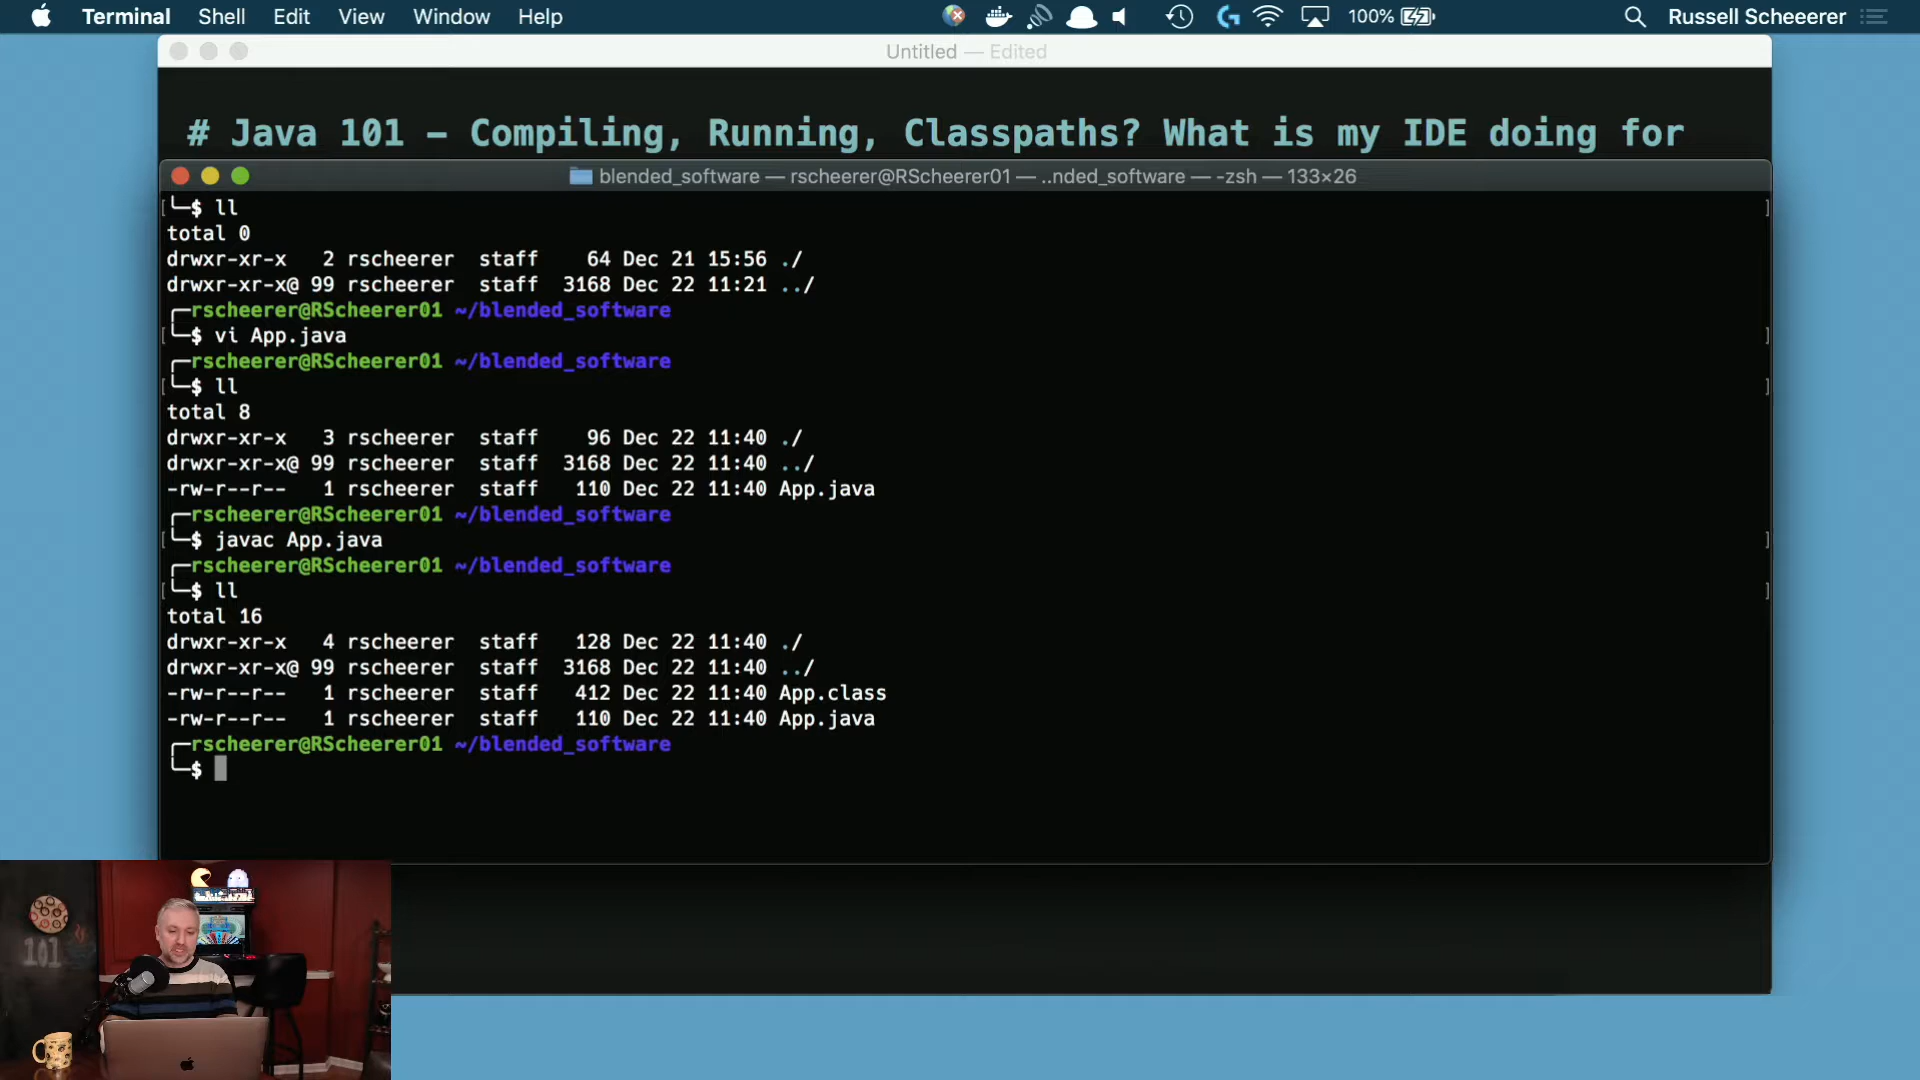 Terminal Shell Edit View Window Help 100% Russell Scheeerer
Untitled — Edited
# Java 101 – Compiling, Running, Classpaths? What is my IDE doing for
blended_software — rscheerer@RScheerer01 — ..nded_software — -zsh — 133×26
[╰─$ ll ]
total 0
drwxr-xr-x 2 rscheerer staff 64 Dec 21 15:56 ./
drwxr-xr-x@ 99 rscheerer staff 3168 Dec 22 11:21 ../
╭─rscheerer@RScheerer01 ~/blended_software
[╰─$ vi App.java ]
╭─rscheerer@RScheerer01 ~/blended_software
[╰─$ ll ]
total 8
drwxr-xr-x 3 rscheerer staff 96 Dec 22 11:40 ./
drwxr-xr-x@ 99 rscheerer staff 3168 Dec 22 11:40 ../
-rw-r--r-- 1 rscheerer staff 110 Dec 22 11:40 App.java
╭─rscheerer@RScheerer01 ~/blended_software
[╰─$ javac App.java ]
╭─rscheerer@RScheerer01 ~/blended_software
[╰─$ ll ]
total 16
drwxr-xr-x 4 rscheerer staff 128 Dec 22 11:40 ./
drwxr-xr-x@ 99 rscheerer staff 3168 Dec 22 11:40 ../
-rw-r--r-- 1 rscheerer staff 412 Dec 22 11:40 App.class
-rw-r--r-- 1 rscheerer staff 110 Dec 22 11:40 App.java
╭─rscheerer@RScheerer01 ~/blended_software
╰─$
101